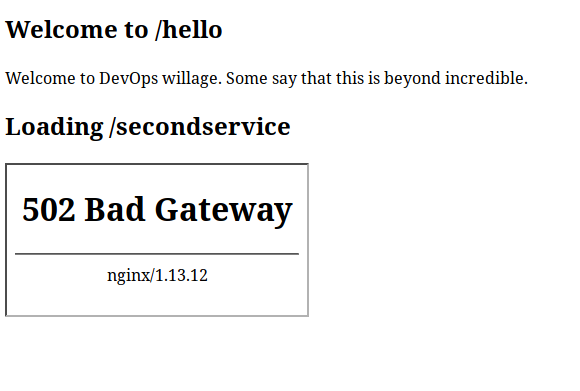 Welcome to /hello
Welcome to DevOps willage. Some say that this is beyond incredible.
Loading /secondservice
502 Bad Gateway
nginx/1.13.12